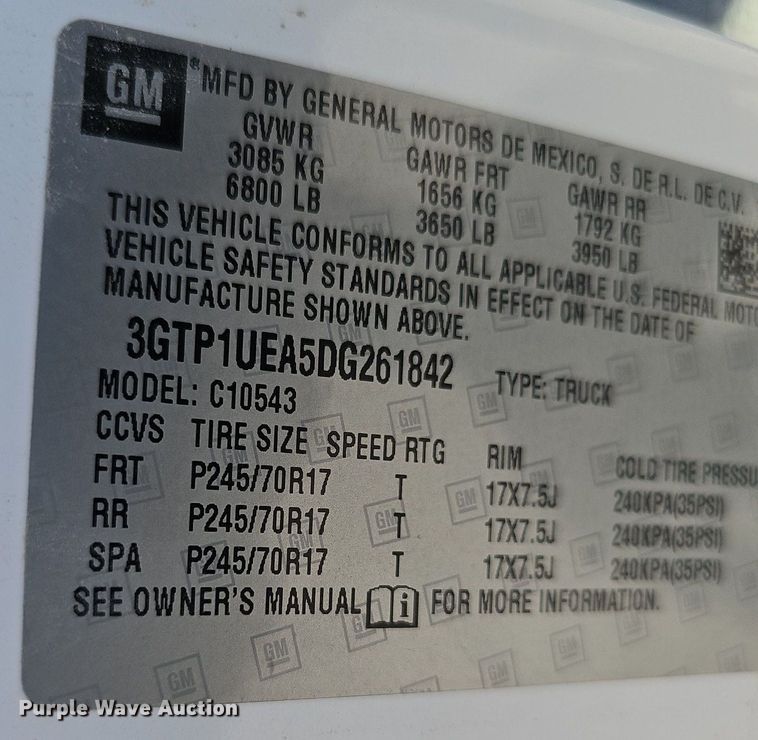 GM
®MFD BY GENERAL MOTORS DE MEXICO, S. DE R.L. DE C.V.
GVWR GAWR FRT GAWR RR
3085 KG 1656 KG 1792 KG
6800 LB 3650 LB 3950 LB
THIS VEHICLE CONFORMS TO ALL APPLICABLE U.S. FEDERAL MOTO
VEHICLE SAFETY STANDARDS IN EFFECT ON THE DATE OF
MANUFACTURE SHOWN ABOVE.
3GTP1UEA5DG261842 TYPE: TRUCK
MODEL: C10543
CCVS TIRE SIZE SPEED RTG RIM COLD TIRE PRESSU
FRT P245/70R17 T 17X7.5J 240KPA(35PSI)
RR P245/70R17 T 17X7.5J 240KPA(35PSI)
SPA P245/70R17 T 17X7.5J 240KPA(35PSI)
SEE OWNER'S MANUAL i FOR MORE INFORMATION.
Purple Wave Auction